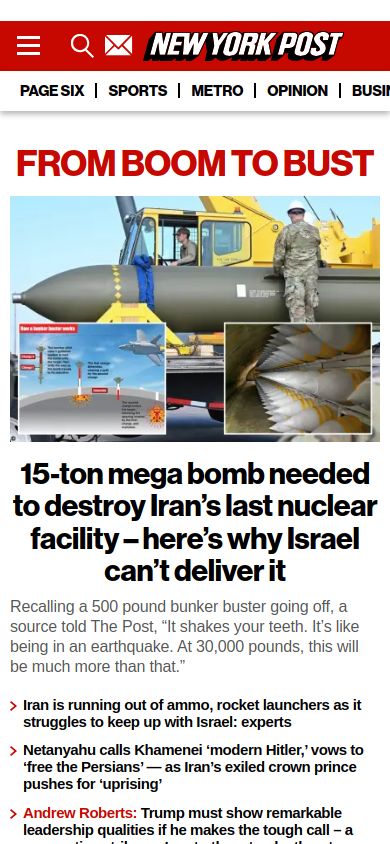 NEW YORK POST
PAGE SIX
SPORTS
METRO
OPINION
BUSI
FROM BOOM TO BUST
How a bunker buster works
15-ton mega bomb needed
to destroy Iran’s last nuclear
facility – here’s why Israel
can’t deliver it
Recalling a 500 pound bunker buster going off, a
source told The Post, “It shakes your teeth. It’s like
being in an earthquake. At 30,000 pounds, this will
be much more than that.”
Iran is running out of ammo, rocket launchers as it
struggles to keep up with Israel: experts
Netanyahu calls Khamenei ‘modern Hitler,’ vows to
‘free the Persians’ — as Iran’s exiled crown prince
pushes for ‘uprising’
Andrew Roberts: Trump must show remarkable
leadership qualities if he makes the tough call – a